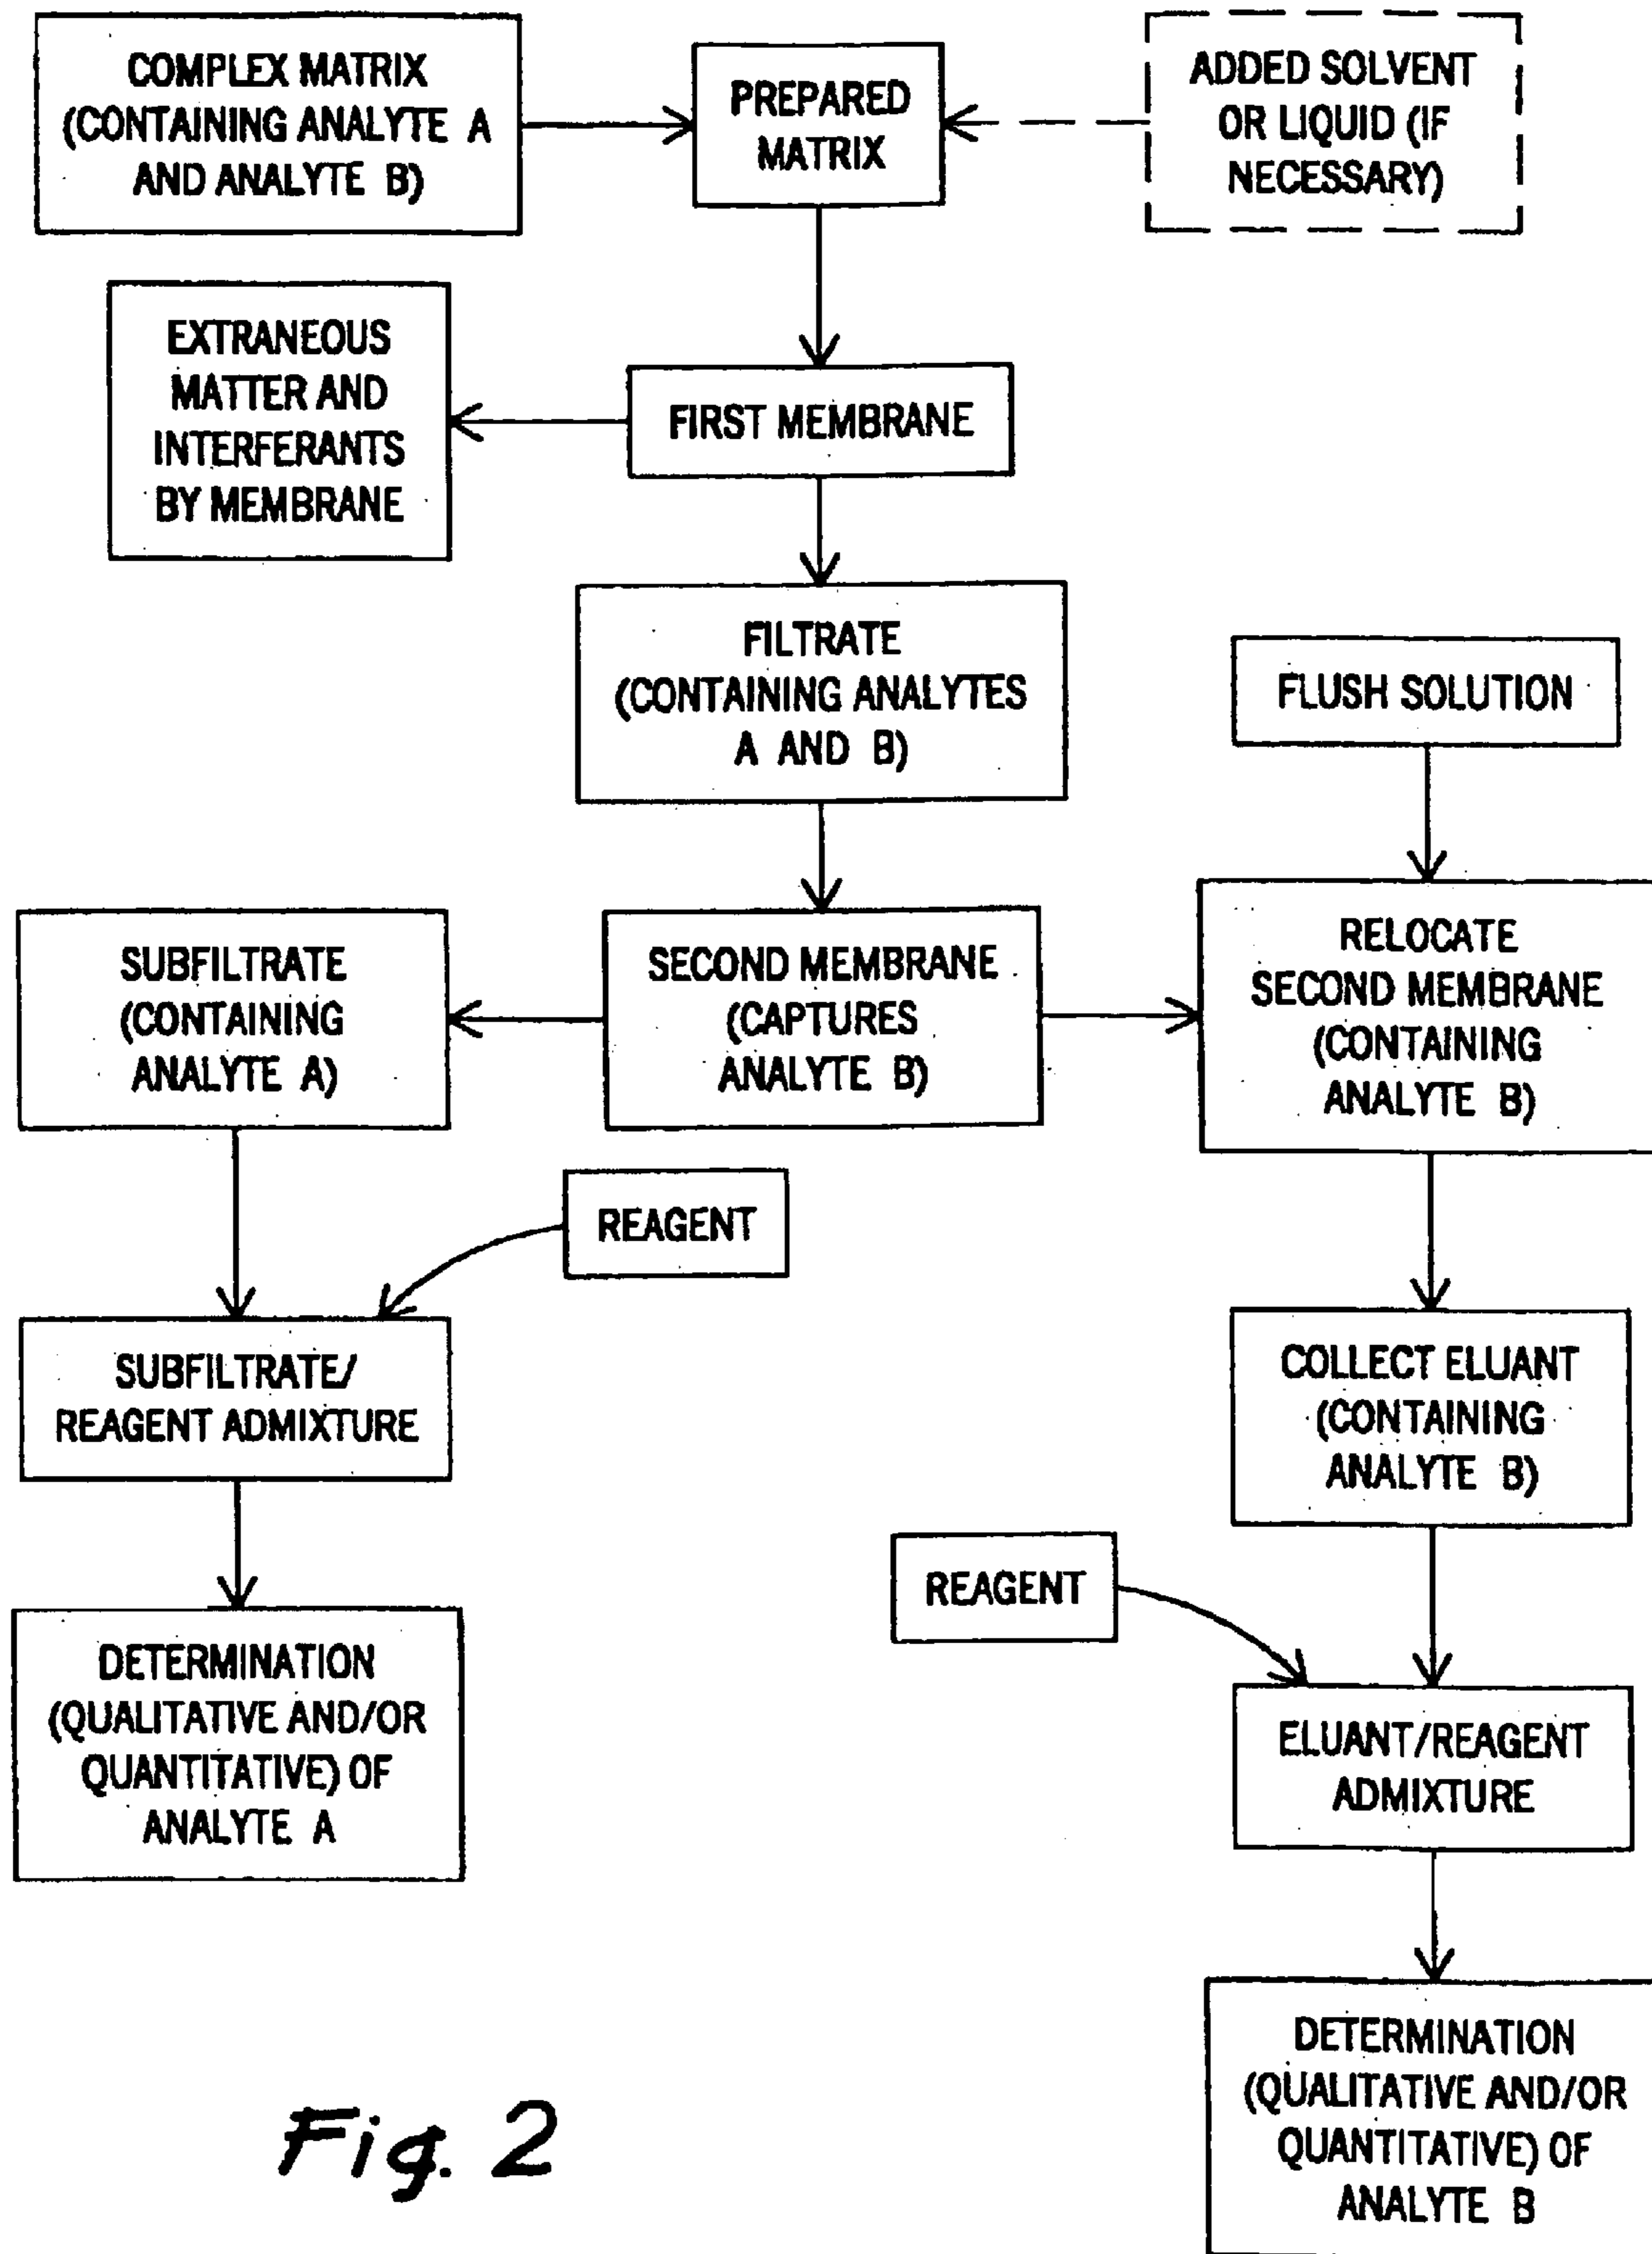 COMPLEX MATRIX
(CONTAINING ANALYTE A
AND ANALYTE B)
PREPARED
MATRIX
ADDED SOLVENT
OR LIQUID (IF
NECESSARY)
EXTRANEOUS
MATTER AND
INTERFERANTS
BY MEMBRANE
FIRST MEMBRANE
FILTRATE
(CONTAINING ANALYTES
A AND B)
FLUSH SOLUTION
SUBFILTRATE
(CONTAINING
ANALYTE A)
SECOND MEMBRANE
(CAPTURES
ANALYTE B)
RELOCATE
SECOND MEMBRANE
(CONTAINING
ANALYTE B)
REAGENT
SUBFILTRATE/
REAGENT ADMIXTURE
COLLECT ELUANT
(CONTAINING
ANALYTE B)
REAGENT
DETERMINATION
(QUALITATIVE AND/OR
QUANTITATIVE) OF
ANALYTE A
ELUANT/REAGENT
ADMIXTURE
DETERMINATION
(QUALITATIVE AND/OR
QUANTITATIVE) OF
ANALYTE B
Fig. 2